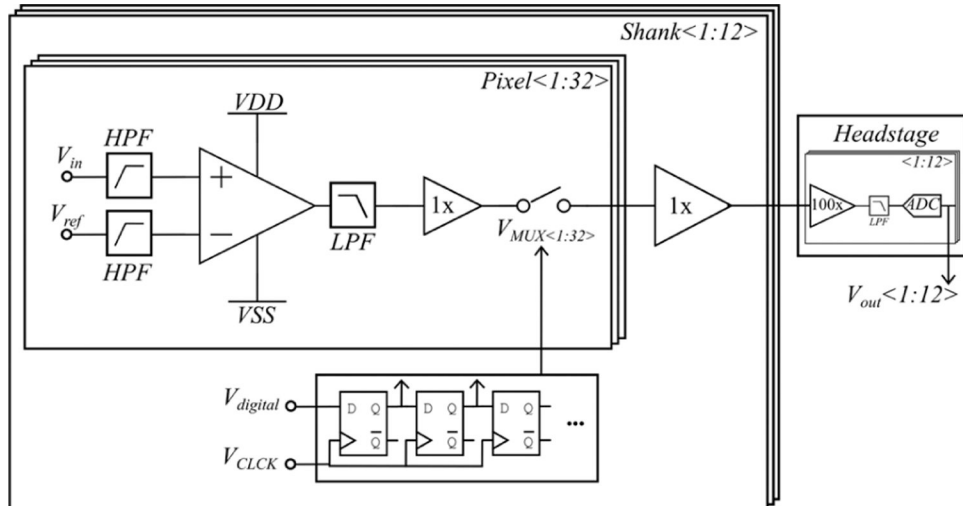 Shank<1:12>
Pixel<1:32>
VDD
HPF
V_in
+
1x
1x
V_ref
−
LPF
V_MUX<1:32>
HPF
VSS
Headstage
<1:12>
100x
LPF
ADC
V_out<1:12>
V_digital
D Q
Q̅
D Q
Q̅
D Q
Q̅
...
V_CLCK